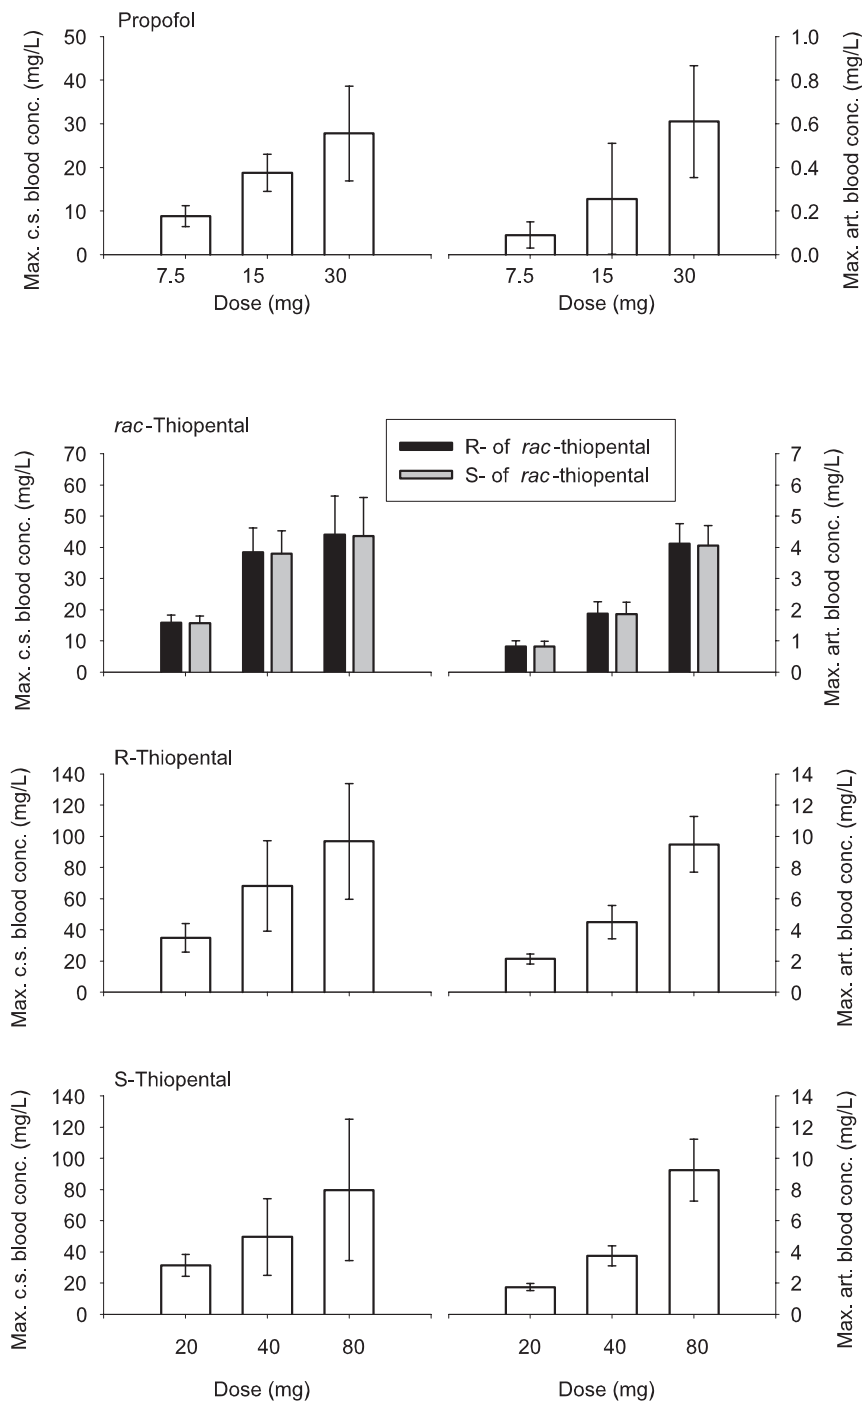 Propofol
Max. c.s. blood conc. (mg/L)
50
40
30
20
10
0
7.5 15 30
Dose (mg)
Max. art. blood conc. (mg/L)
1.0
0.8
0.6
0.4
0.2
0.0
7.5 15 30
Dose (mg)
rac-Thiopental
R- of rac-thiopental
S- of rac-thiopental
Max. c.s. blood conc. (mg/L)
70
60
50
40
30
20
10
0
Max. art. blood conc. (mg/L)
7
6
5
4
3
2
1
0
R-Thiopental
Max. c.s. blood conc. (mg/L)
140
120
100
80
60
40
20
0
Max. art. blood conc. (mg/L)
14
12
10
8
6
4
2
0
S-Thiopental
Max. c.s. blood conc. (mg/L)
140
120
100
80
60
40
20
0
20 40 80
Dose (mg)
Max. art. blood conc. (mg/L)
14
12
10
8
6
4
2
0
20 40 80
Dose (mg)